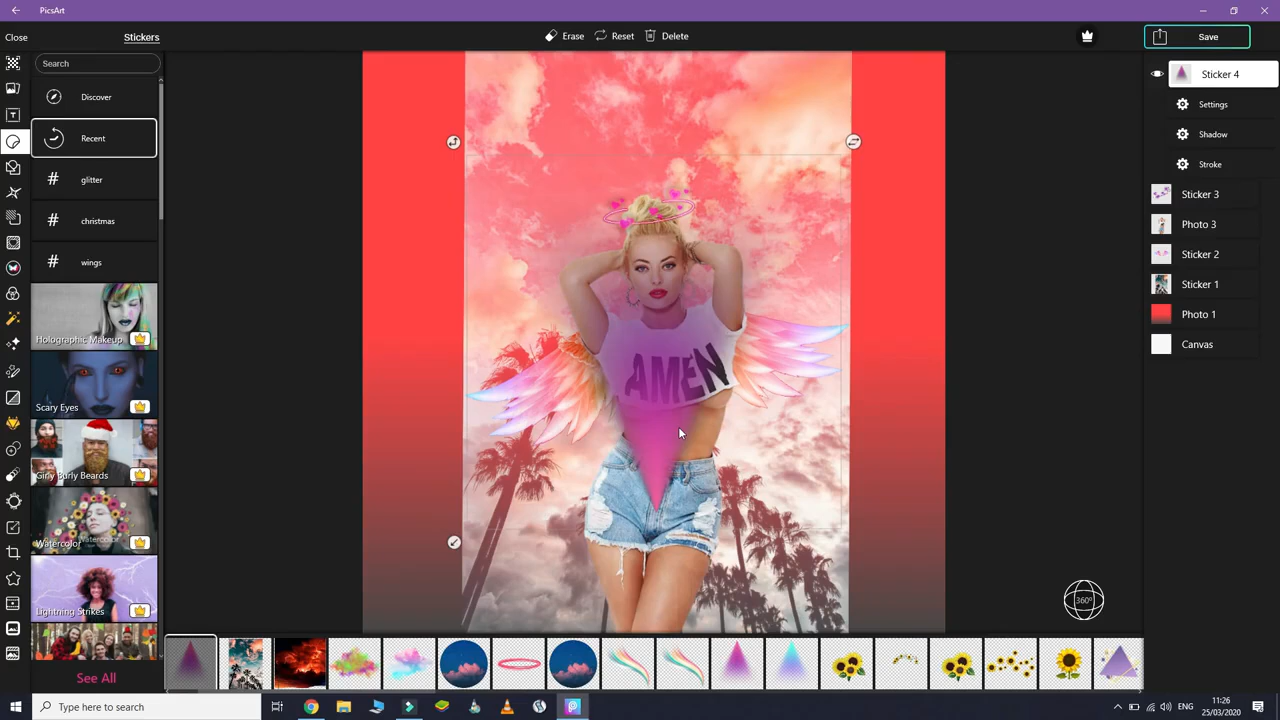 PicsArt
Close
Stickers
Erase
Reset
Delete
Save
Search
Discover
Recent
# glitter
# christmas
# wings
Holographic Makeup
Scary Eyes
Girly Burly Beards
Watercolor
Lightning Strikes
See All
AMEN
360°
Sticker 4
Settings
Shadow
Stroke
Sticker 3
Photo 3
Sticker 2
Sticker 1
Photo 1
Canvas
Type here to search
11:26
25/03/2020